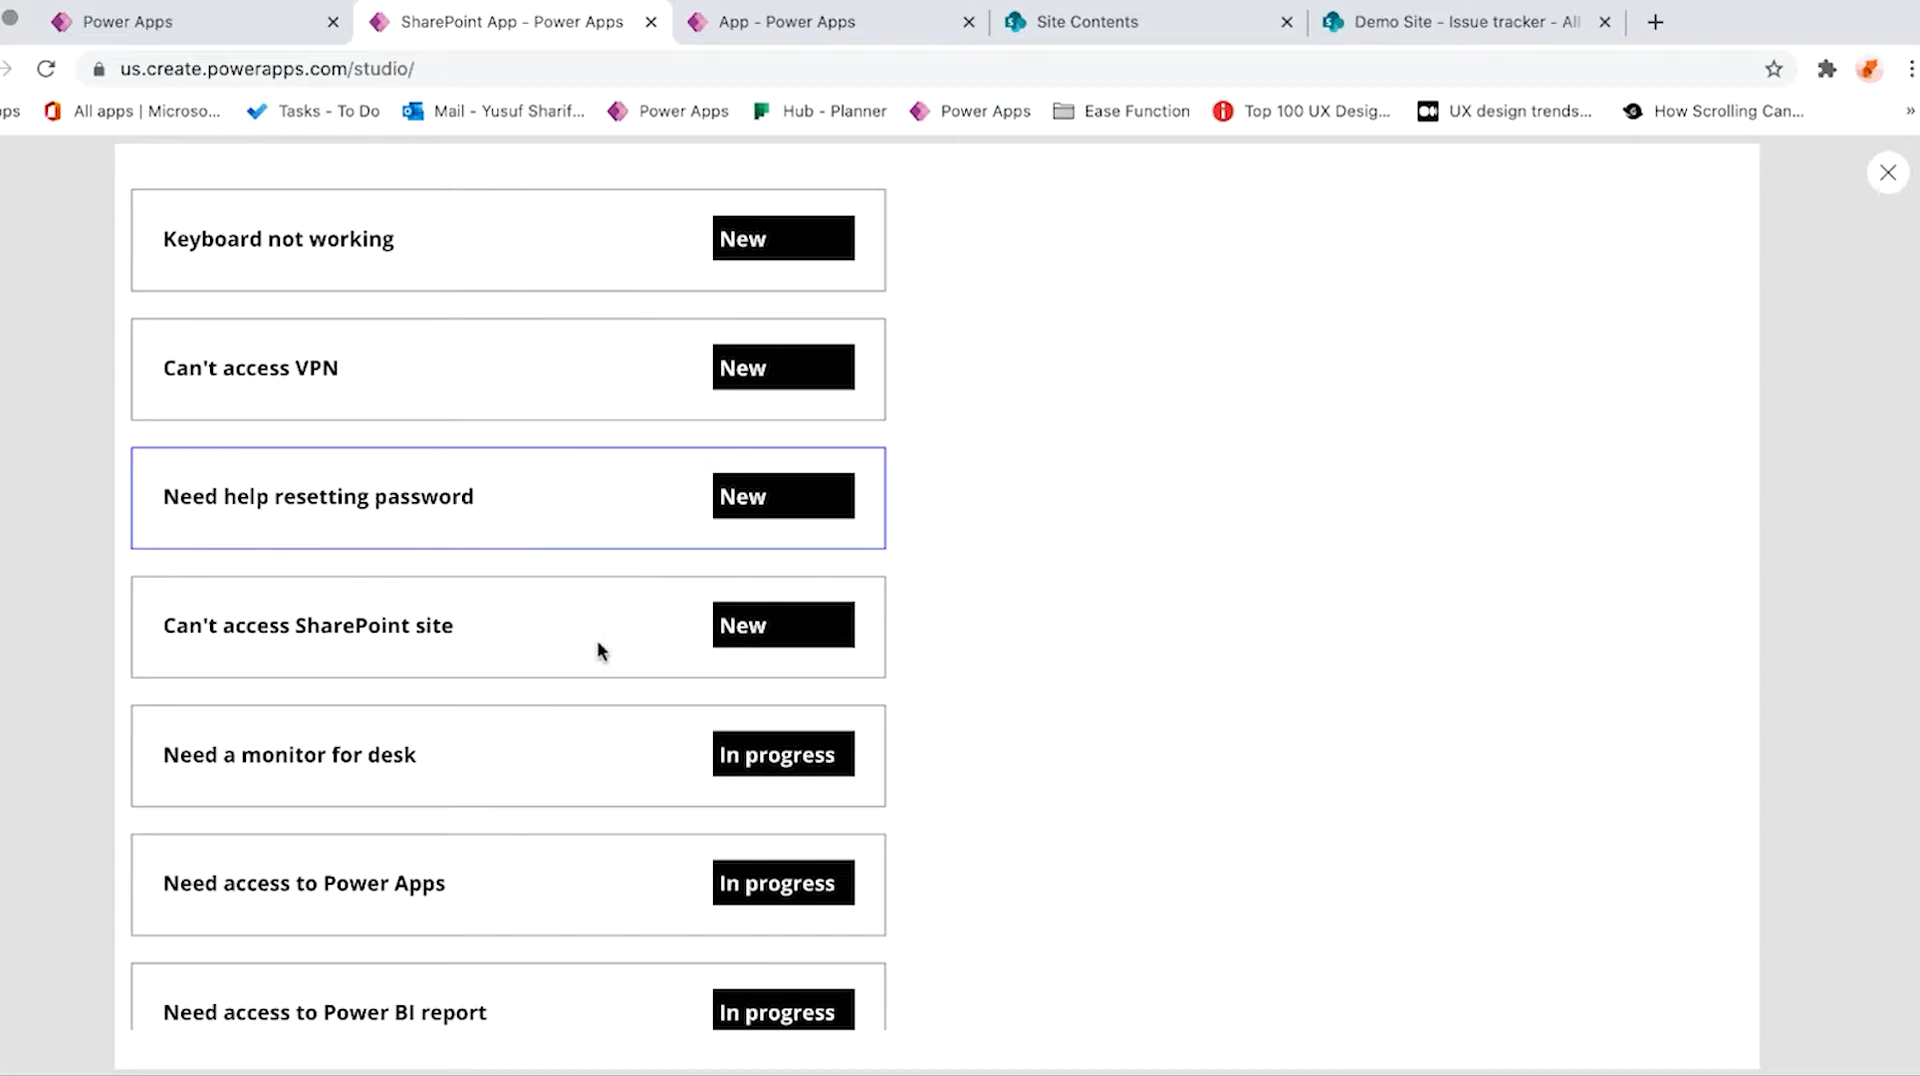 Power Apps
SharePoint App - Power Apps
App - Power Apps
Site Contents
Demo Site - Issue tracker - All
us.create.powerapps.com/studio/
ps
All apps | Microso...
Tasks - To Do
Mail - Yusuf Sharif...
Power Apps
Hub - Planner
Power Apps
Ease Function
Top 100 UX Desig...
UX design trends...
How Scrolling Can...
Keyboard not working
New
Can't access VPN
New
Need help resetting password
New
Can't access SharePoint site
New
Need a monitor for desk
In progress
Need access to Power Apps
In progress
Need access to Power BI report
In progress